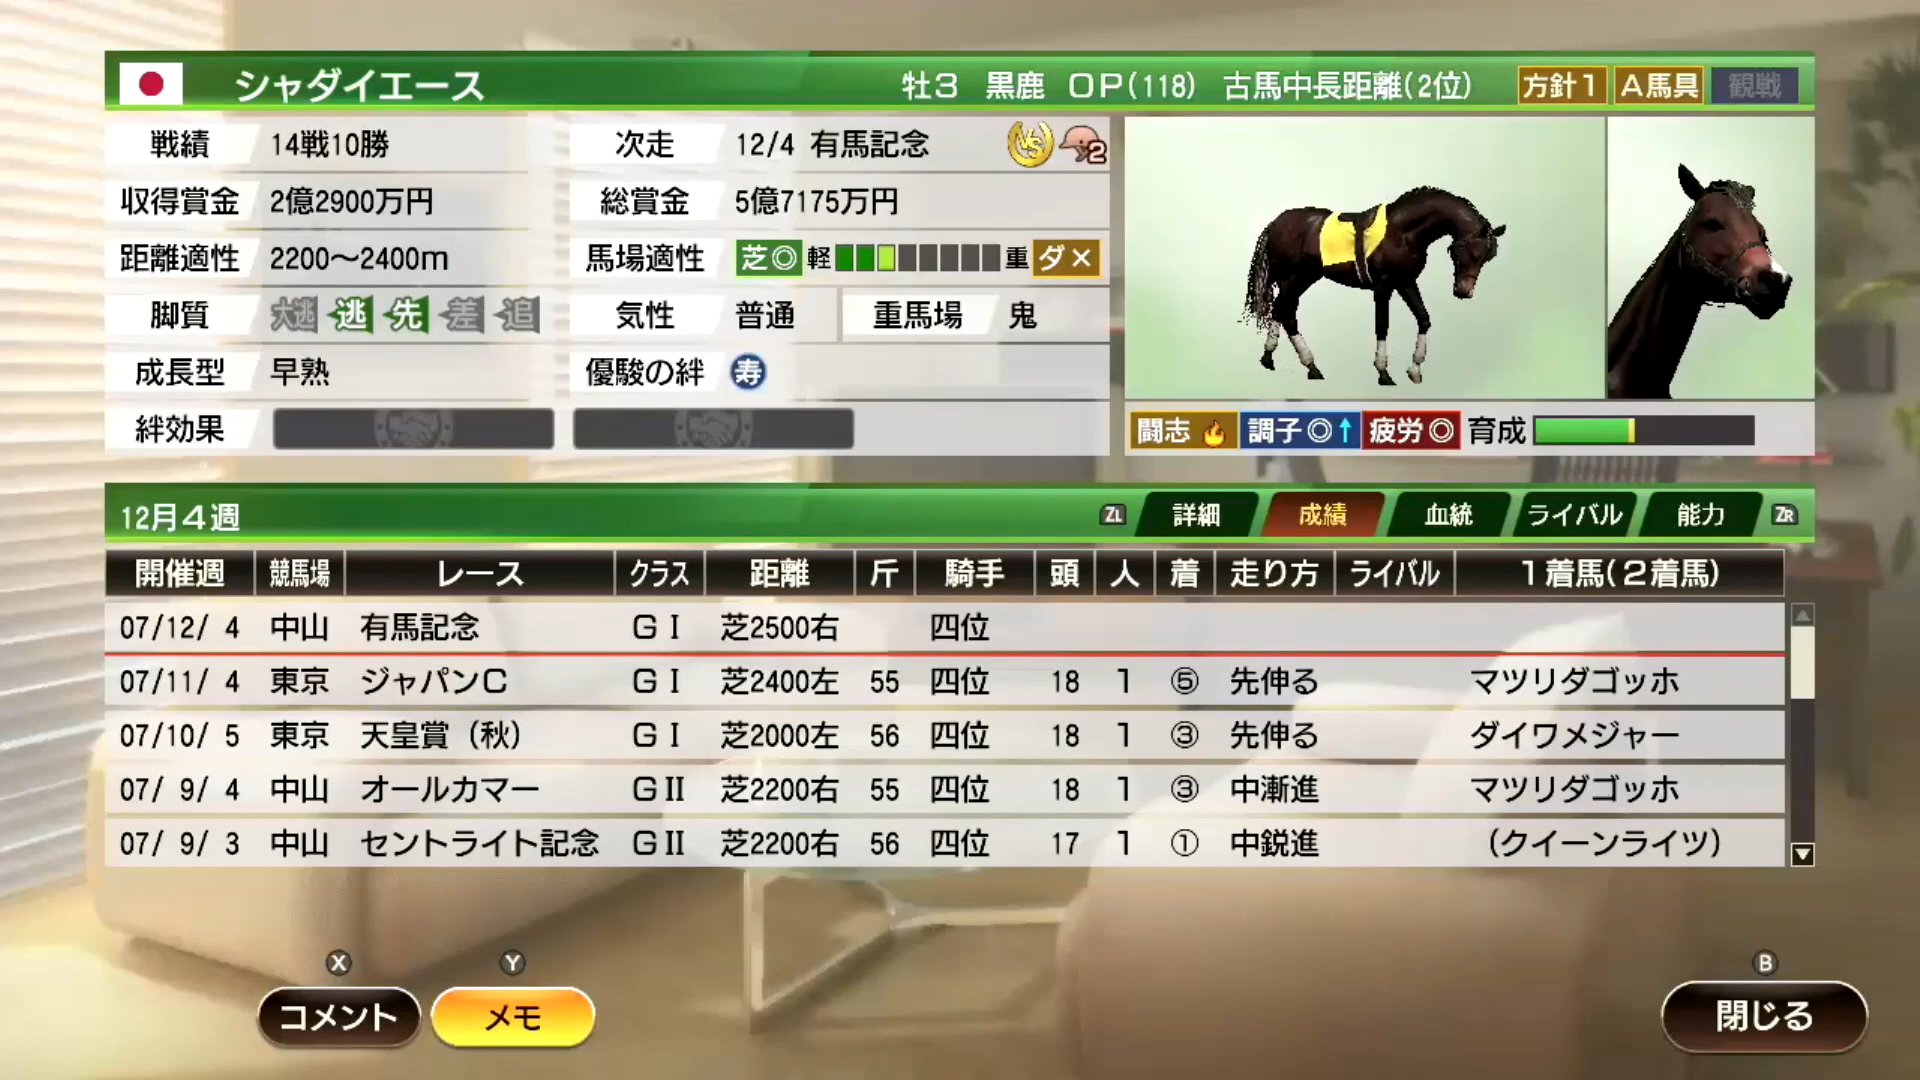 シャダイエース 牡3 黒鹿 OP(118) 古馬中長距離(2位) 方針1 A馬具 観戦
戦績 14戦10勝 次走 12/4 有馬記念 VS 2
収得賞金 2億2900万円 総賞金 5億7175万円
距離適性 2200〜2400m 馬場適性 芝◎ 軽 重 ダ×
脚質 大逃 逃 先 差 追 気性 普通 重馬場 鬼
成長型 早熟 優駿の絆 寿
絆効果
闘志 調子◎↑ 疲労◎ 育成
12月4週 ZL 詳細 成績 血統 ライバル 能力 ZR
開催週 競馬場 レース クラス 距離 斤 騎手 頭 人 着 走り方 ライバル 1着馬(2着馬)
07/12/ 4 中山 有馬記念 GⅠ 芝2500右 四位
07/11/ 4 東京 ジャパンC GⅠ 芝2400左 55 四位 18 1 ⑤ 先伸る マツリダゴッホ
07/10/ 5 東京 天皇賞(秋) GⅠ 芝2000左 56 四位 18 1 ③ 先伸る ダイワメジャー
07/ 9/ 4 中山 オールカマー GⅡ 芝2200右 55 四位 18 1 ③ 中漸進 マツリダゴッホ
07/ 9/ 3 中山 セントライト記念 GⅡ 芝2200右 56 四位 17 1 ① 中鋭進 (クイーンライツ)
X Y B
コメント メモ 閉じる